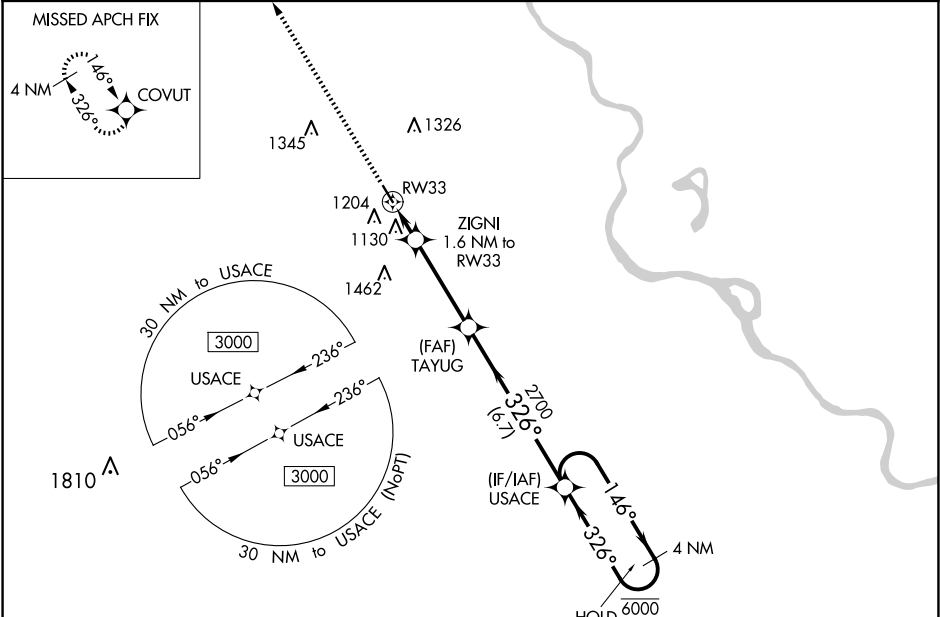 MISSED APCH FIX
146°
4 NM
COVUT
326°
1345
1326
RW33
1204
1130
ZIGNI
1.6 NM to
RW33
1462
30 NM to USACE
3000
236°
USACE
056°
(FAF)
TAYUG
236°
USACE
056°
3000
30 NM to USACE (NoPT)
1810
2700
326°
(6.7)
(IF/IAF)
USACE
146°
326°
4 NM
HOLD
6000